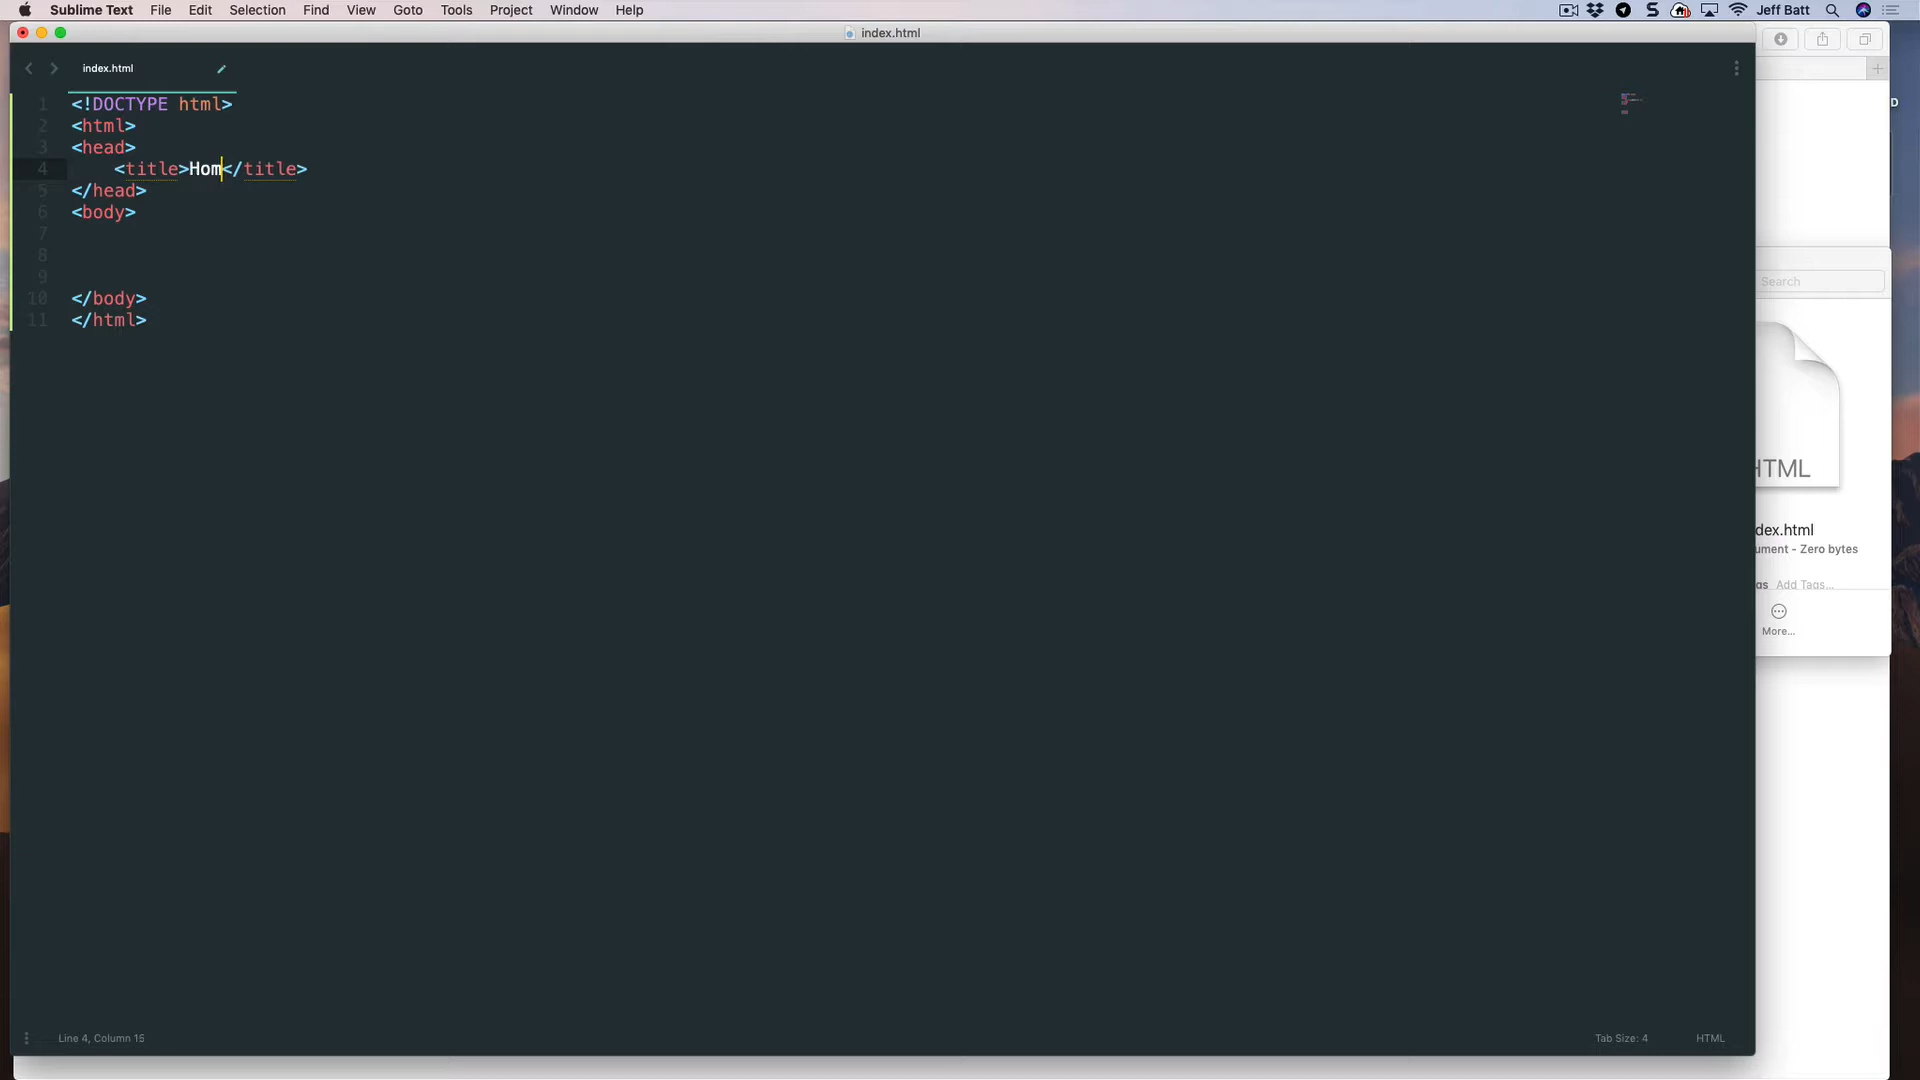 Sublime Text File Edit Selection Find View Goto Tools Project Window Help Jeff Batt
index.html
index.html
1 <!DOCTYPE html>
2 <html>
3 <head>
4 <title>Hom</title>
5 </head>
6 <body>
7
8
9
10 </body>
11 </html>
D
Search
HTML
dex.html
ument - Zero bytes
as Add Tags...
More...
Line 4, Column 15 Tab Size: 4 HTML